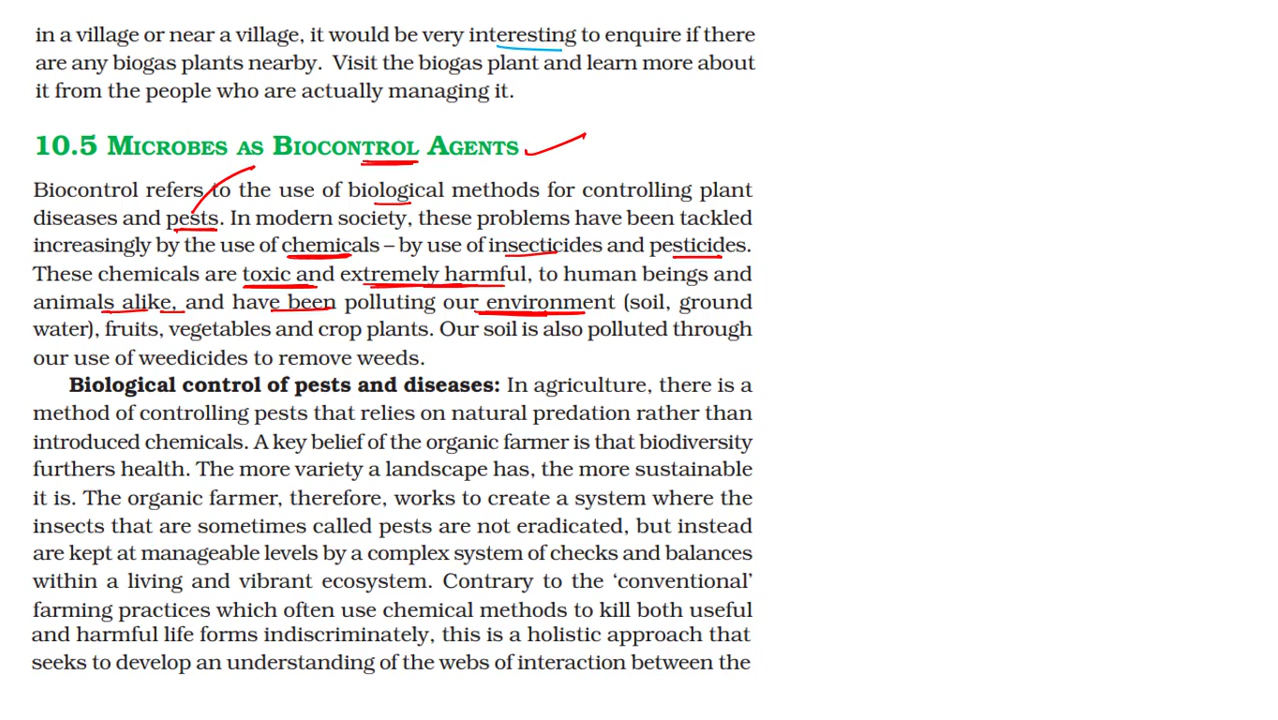 in a village or near a village, it would be very interesting to enquire if there
are any biogas plants nearby. Visit the biogas plant and learn more about
it from the people who are actually managing it.
10.5 MICROBES AS BIOCONTROL AGENTS
Biocontrol refers to the use of biological methods for controlling plant
diseases and pests. In modern society, these problems have been tackled
increasingly by the use of chemicals – by use of insecticides and pesticides.
These chemicals are toxic and extremely harmful, to human beings and
animals alike, and have been polluting our environment (soil, ground
water), fruits, vegetables and crop plants. Our soil is also polluted through
our use of weedicides to remove weeds.
Biological control of pests and diseases: In agriculture, there is a
method of controlling pests that relies on natural predation rather than
introduced chemicals. A key belief of the organic farmer is that biodiversity
furthers health. The more variety a landscape has, the more sustainable
it is. The organic farmer, therefore, works to create a system where the
insects that are sometimes called pests are not eradicated, but instead
are kept at manageable levels by a complex system of checks and balances
within a living and vibrant ecosystem. Contrary to the ‘conventional’
farming practices which often use chemical methods to kill both useful
and harmful life forms indiscriminately, this is a holistic approach that
seeks to develop an understanding of the webs of interaction between the